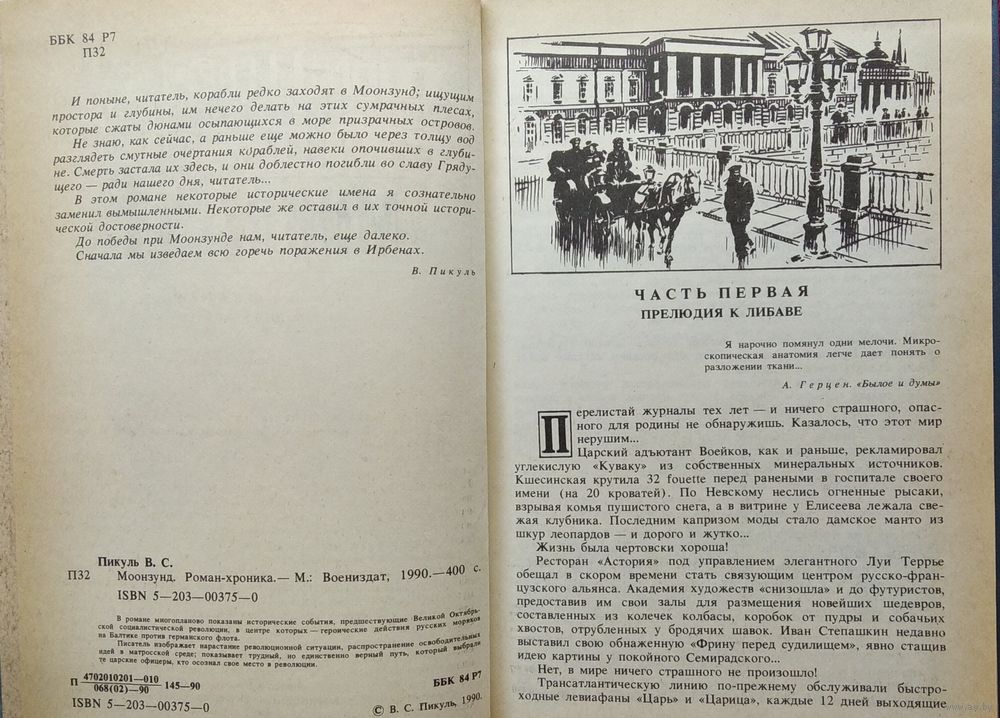 ББК 84 Р7
П32
И поныне, читатель, корабли редко заходят в Моонзунд; ищущим
простора и глубины, им нечего делать на этих сумрачных плесах,
которые сжаты дюнами осыпающихся в море призрачных островов.
Не знаю, как сейчас, а раньше еще можно было через толщу вод
разглядеть смутные очертания кораблей, навеки опочивших в глуби-
не. Смерть застала их здесь, и они доблестно погибли во славу Гряду-
щего — ради нашего дня, читатель...
В этом романе некоторые исторические имена я сознательно
заменил вымышленными. Некоторые же оставил в их точной истори-
ческой достоверности.
До победы при Моонзунде нам, читатель, еще далеко.
Сначала мы изведаем всю горечь поражения в Ирбенах.
В. Пикуль
Пикуль В. С.
П32 Моонзунд. Роман-хроника.— М.: Воениздат, 1990.—400 с.
ISBN 5—203—00375—0
В романе многопланово показаны исторические события, предшествующие Великой Октябрь-
ской социалистической революции, в центре которых — героические действия русских моряков
на Балтике против германского флота.
Писатель изображает нарастание революционной ситуации, распространение освободительных
идей в матросской среде; показывает трудный, но единственно верный путь, который выбрали
те царские офицеры, кто осознал свое место в революции.
П 4702010201—010
068(02)—90 —145—90
ББК 84 Р7
ISBN 5—203—00375—0
© В. С. Пикуль, 1990.
ЧАСТЬ ПЕРВАЯ
ПРЕЛЮДИЯ К ЛИБАВЕ
Я нарочно помянул одни мелочи. Микро-
скопическая анатомия легче дает понять о
разложении ткани...
А. Герцен. «Былое и думы»
Перелистай журналы тех лет — и ничего страшного, опас-
ного для родины не обнаружишь. Казалось, что этот мир
нерушим...
Царский адъютант Воейков, как и раньше, рекламировал
углекислую «Куваку» из собственных минеральных источников.
Кшесинская крутила 32 fouette перед ранеными в госпитале своего
имени (на 20 кроватей). По Невскому неслись огненные рысаки,
взрывая комья пушистого снега, а в витрине у Елисеева лежала све-
жая клубника. Последним капризом моды стало дамское манто из
шкур леопардов — и дорого и жутко...
Жизнь была чертовски хороша!
Ресторан «Астория» под управлением элегантного Луи Террье
обещал в скором времени стать связующим центром русско-фран-
цузского альянса. Академия художеств «снизошла» и до футуристов,
предоставив им свои залы для размещения новейших шедевров,
составленных из колечек колбасы, коробок от пудры и собачьих
хвостов, отрубленных у бродячих шавок. Иван Степашкин недавно
выставил свою обнаженную «Фрину перед судилищем», явно стащив
идею картины у покойного Семирадского...
Нет, в мире ничего страшного не произошло!
Трансатлантическую линию по-прежнему обслуживали быстро-
ходные левиафаны «Царь» и «Царица», каждые 12 дней выходящие